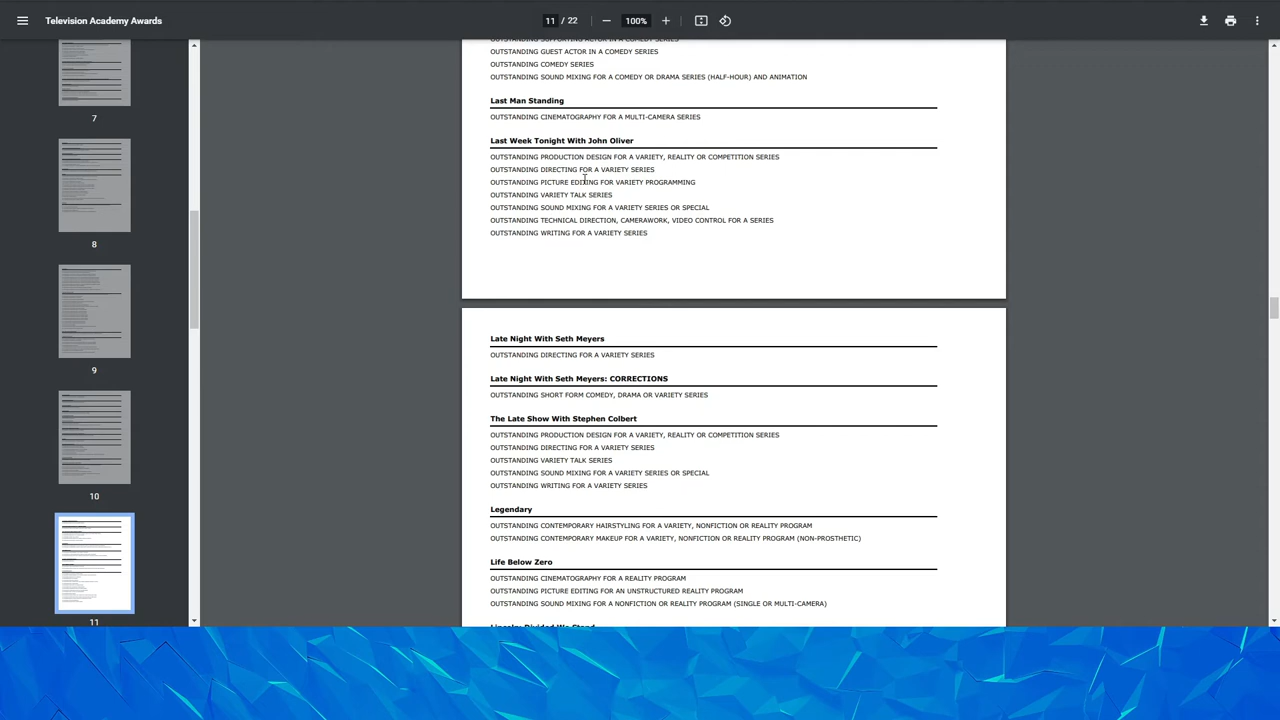 Television Academy Awards
11 / 22
100%
7
8
9
10
11
OUTSTANDING SUPPORTING ACTOR IN A COMEDY SERIES
OUTSTANDING GUEST ACTOR IN A COMEDY SERIES
OUTSTANDING COMEDY SERIES
OUTSTANDING SOUND MIXING FOR A COMEDY OR DRAMA SERIES (HALF-HOUR) AND ANIMATION
Last Man Standing
OUTSTANDING CINEMATOGRAPHY FOR A MULTI-CAMERA SERIES
Last Week Tonight With John Oliver
OUTSTANDING PRODUCTION DESIGN FOR A VARIETY, REALITY OR COMPETITION SERIES
OUTSTANDING DIRECTING FOR A VARIETY SERIES
OUTSTANDING PICTURE EDITING FOR VARIETY PROGRAMMING
OUTSTANDING VARIETY TALK SERIES
OUTSTANDING SOUND MIXING FOR A VARIETY SERIES OR SPECIAL
OUTSTANDING TECHNICAL DIRECTION, CAMERAWORK, VIDEO CONTROL FOR A SERIES
OUTSTANDING WRITING FOR A VARIETY SERIES
Late Night With Seth Meyers
OUTSTANDING DIRECTING FOR A VARIETY SERIES
Late Night With Seth Meyers: CORRECTIONS
OUTSTANDING SHORT FORM COMEDY, DRAMA OR VARIETY SERIES
The Late Show With Stephen Colbert
OUTSTANDING PRODUCTION DESIGN FOR A VARIETY, REALITY OR COMPETITION SERIES
OUTSTANDING DIRECTING FOR A VARIETY SERIES
OUTSTANDING VARIETY TALK SERIES
OUTSTANDING SOUND MIXING FOR A VARIETY SERIES OR SPECIAL
OUTSTANDING WRITING FOR A VARIETY SERIES
Legendary
OUTSTANDING CONTEMPORARY HAIRSTYLING FOR A VARIETY, NONFICTION OR REALITY PROGRAM
OUTSTANDING CONTEMPORARY MAKEUP FOR A VARIETY, NONFICTION OR REALITY PROGRAM (NON-PROSTHETIC)
Life Below Zero
OUTSTANDING CINEMATOGRAPHY FOR A REALITY PROGRAM
OUTSTANDING PICTURE EDITING FOR AN UNSTRUCTURED REALITY PROGRAM
OUTSTANDING SOUND MIXING FOR A NONFICTION OR REALITY PROGRAM (SINGLE OR MULTI-CAMERA)
Lincoln: Divided We Stand